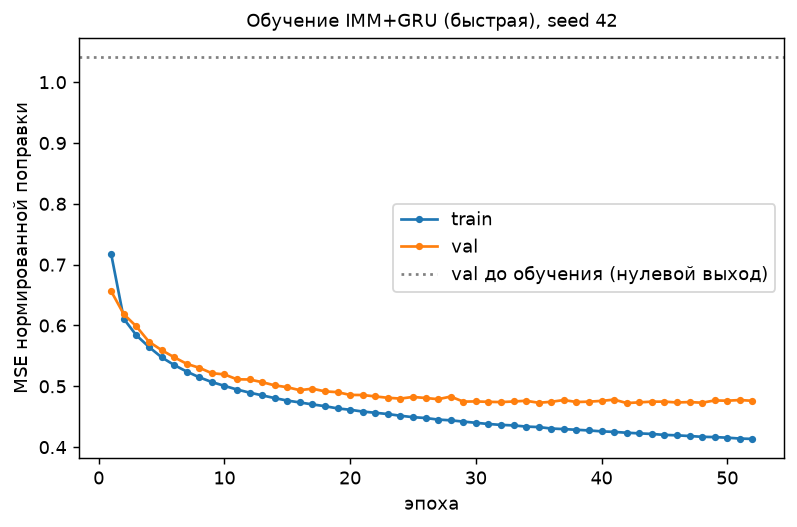 Обучение IMM+GRU (быстрая), seed 42
MSE нормированной поправки
1.0
0.9
0.8
0.7
0.6
0.5
0.4
train
val
val до обучения (нулевой выход)
0 10 20 30 40 50
эпоха